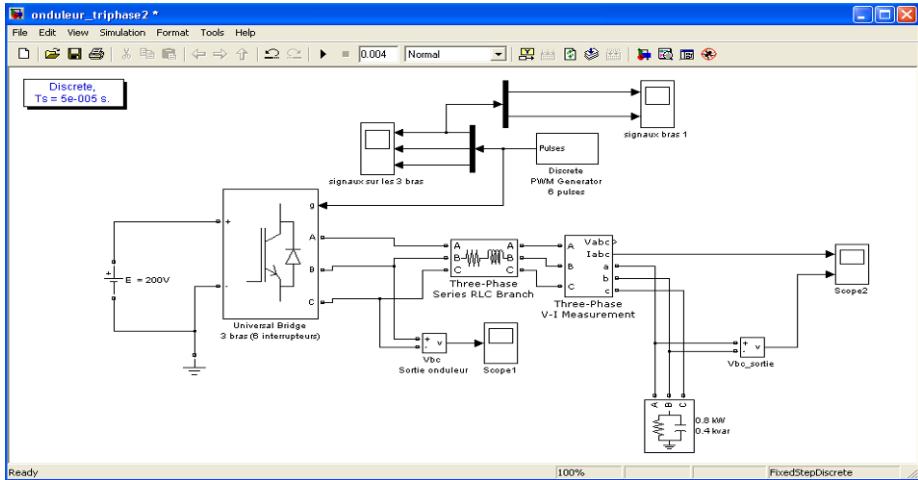 onduleur_triphase2 *
File Edit View Simulation Format Tools Help
0.004 Normal
Discrete,
Ts = 5e-005 s.
signaux bras 1
signaux sur les 3 bras
Pulses
Discrete
PWM Generator
6 pulses
g
+
A
B
-
C
E = 200V
Universal Bridge
3 bras (6 interrupteurs)
A A
B B
C C
Three-Phase
Series RLC Branch
Vabc
Iabc
A a
B b
C c
Three-Phase
V-I Measurement
Scope2
+
-
v
Vbc
Sortie onduleur
Scope1
+
-
v
Vbc_sortie
A B C
0.8 kW
0.4 kvar
Ready 100% FixedStepDiscrete